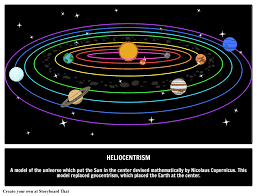 HELIOCENTRISM
A model of the universe which put the Sun in the center devised mathematically by Nicolaus Copernicus. This
model replaced geocentrism, which placed the Earth at the center.
Create your own at Storyboard That